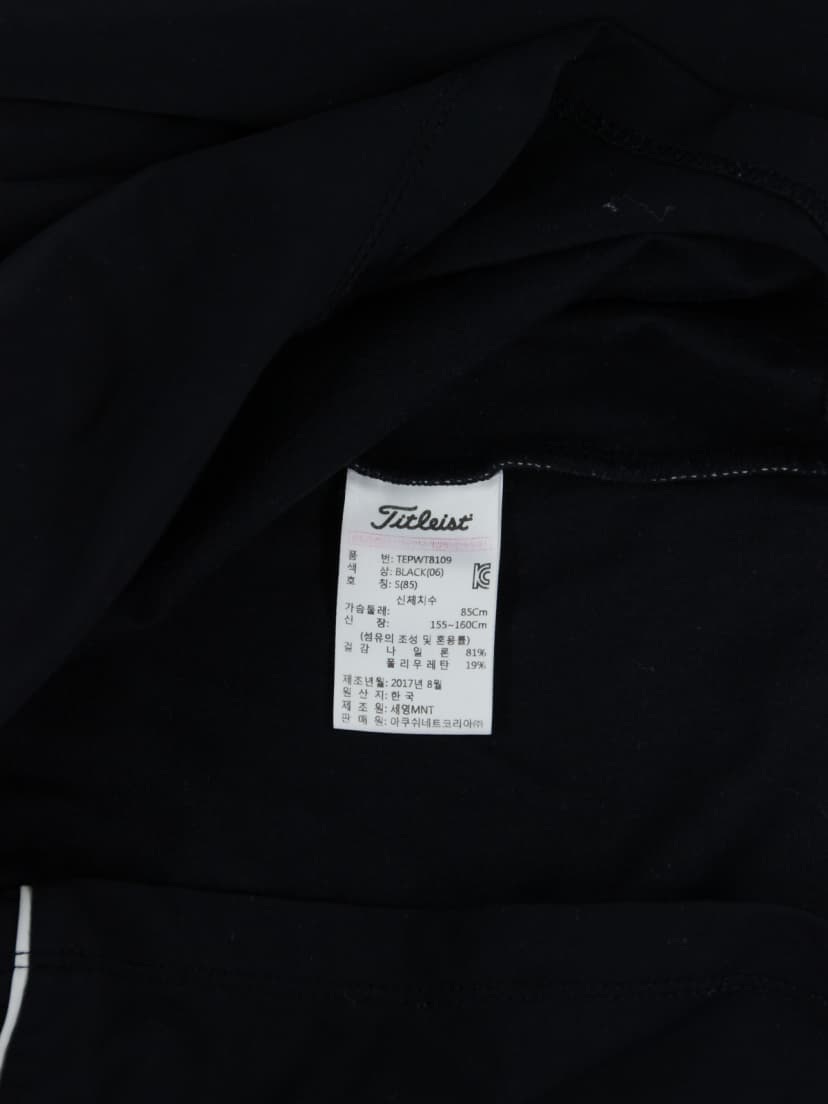 Titleist
품 번: TEPWT8109
색 상: BLACK(06)
호 칭: S(85)
신체치수
가슴둘레: 85Cm
신 장: 155~160Cm
(섬유의 조성 및 혼용률)
겉감 나 일 론 81%
폴리우레탄 19%
제조년월: 2017년 8월
원 산 지: 한 국
제 조 원: 세영MNT
판 매 원: 아쿠쉬네트코리아㈜